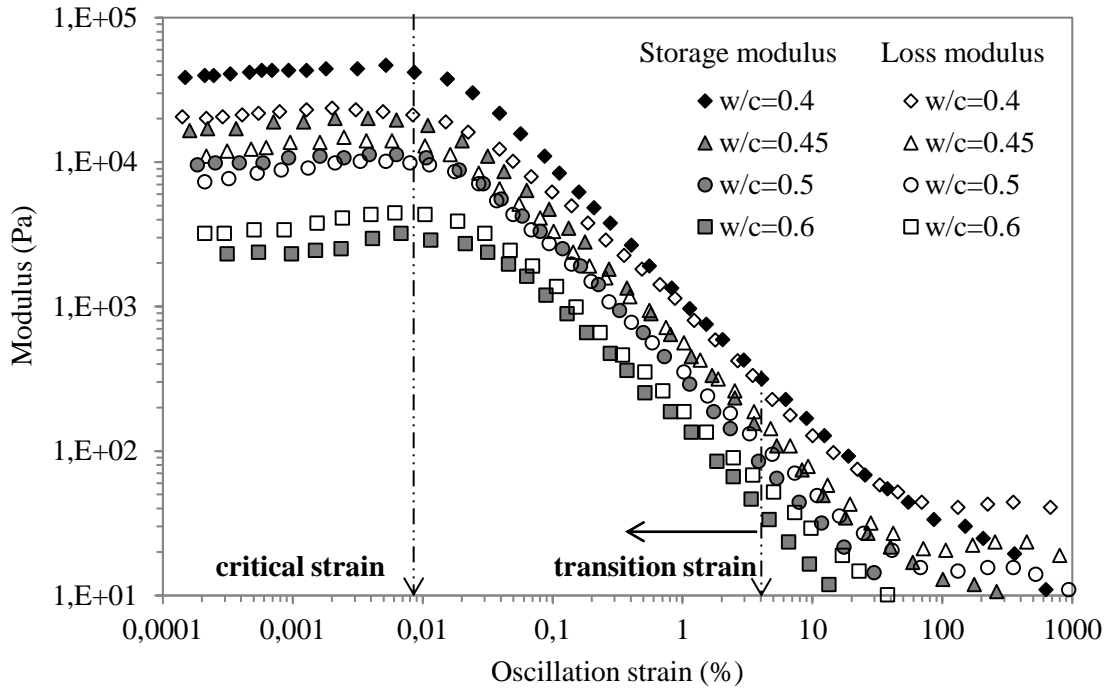 1,E+05
1,E+04
1,E+03
1,E+02
1,E+01
Modulus (Pa)
Storage modulus Loss modulus
w/c=0.4 w/c=0.4
w/c=0.45 w/c=0.45
w/c=0.5 w/c=0.5
w/c=0.6 w/c=0.6
critical strain transition strain
0,0001 0,001 0,01 0,1 1 10 100 1000
Oscillation strain (%)